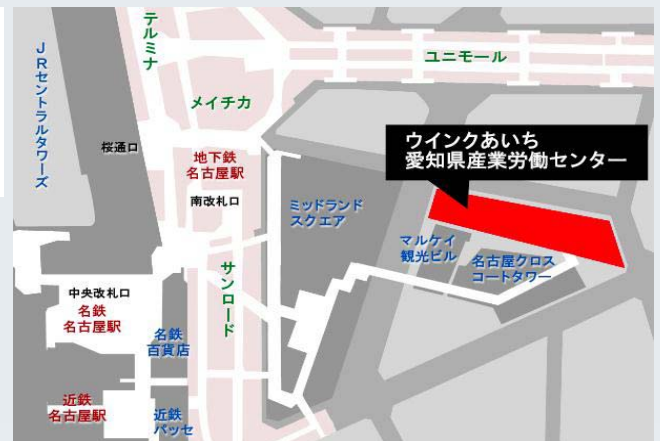 テルミナ
ユニモール
JRセントラルタワーズ
メイチカ
桜通口
ウインクあいち
愛知県産業労働センター
地下鉄
名古屋駅
南改札口
ミッドランド
スクエア
マルケイ
観光ビル
名古屋クロス
コートタワー
サンロード
中央改札口
名鉄
名古屋駅
名鉄
百貨店
近鉄
名古屋駅
近鉄
パッセ